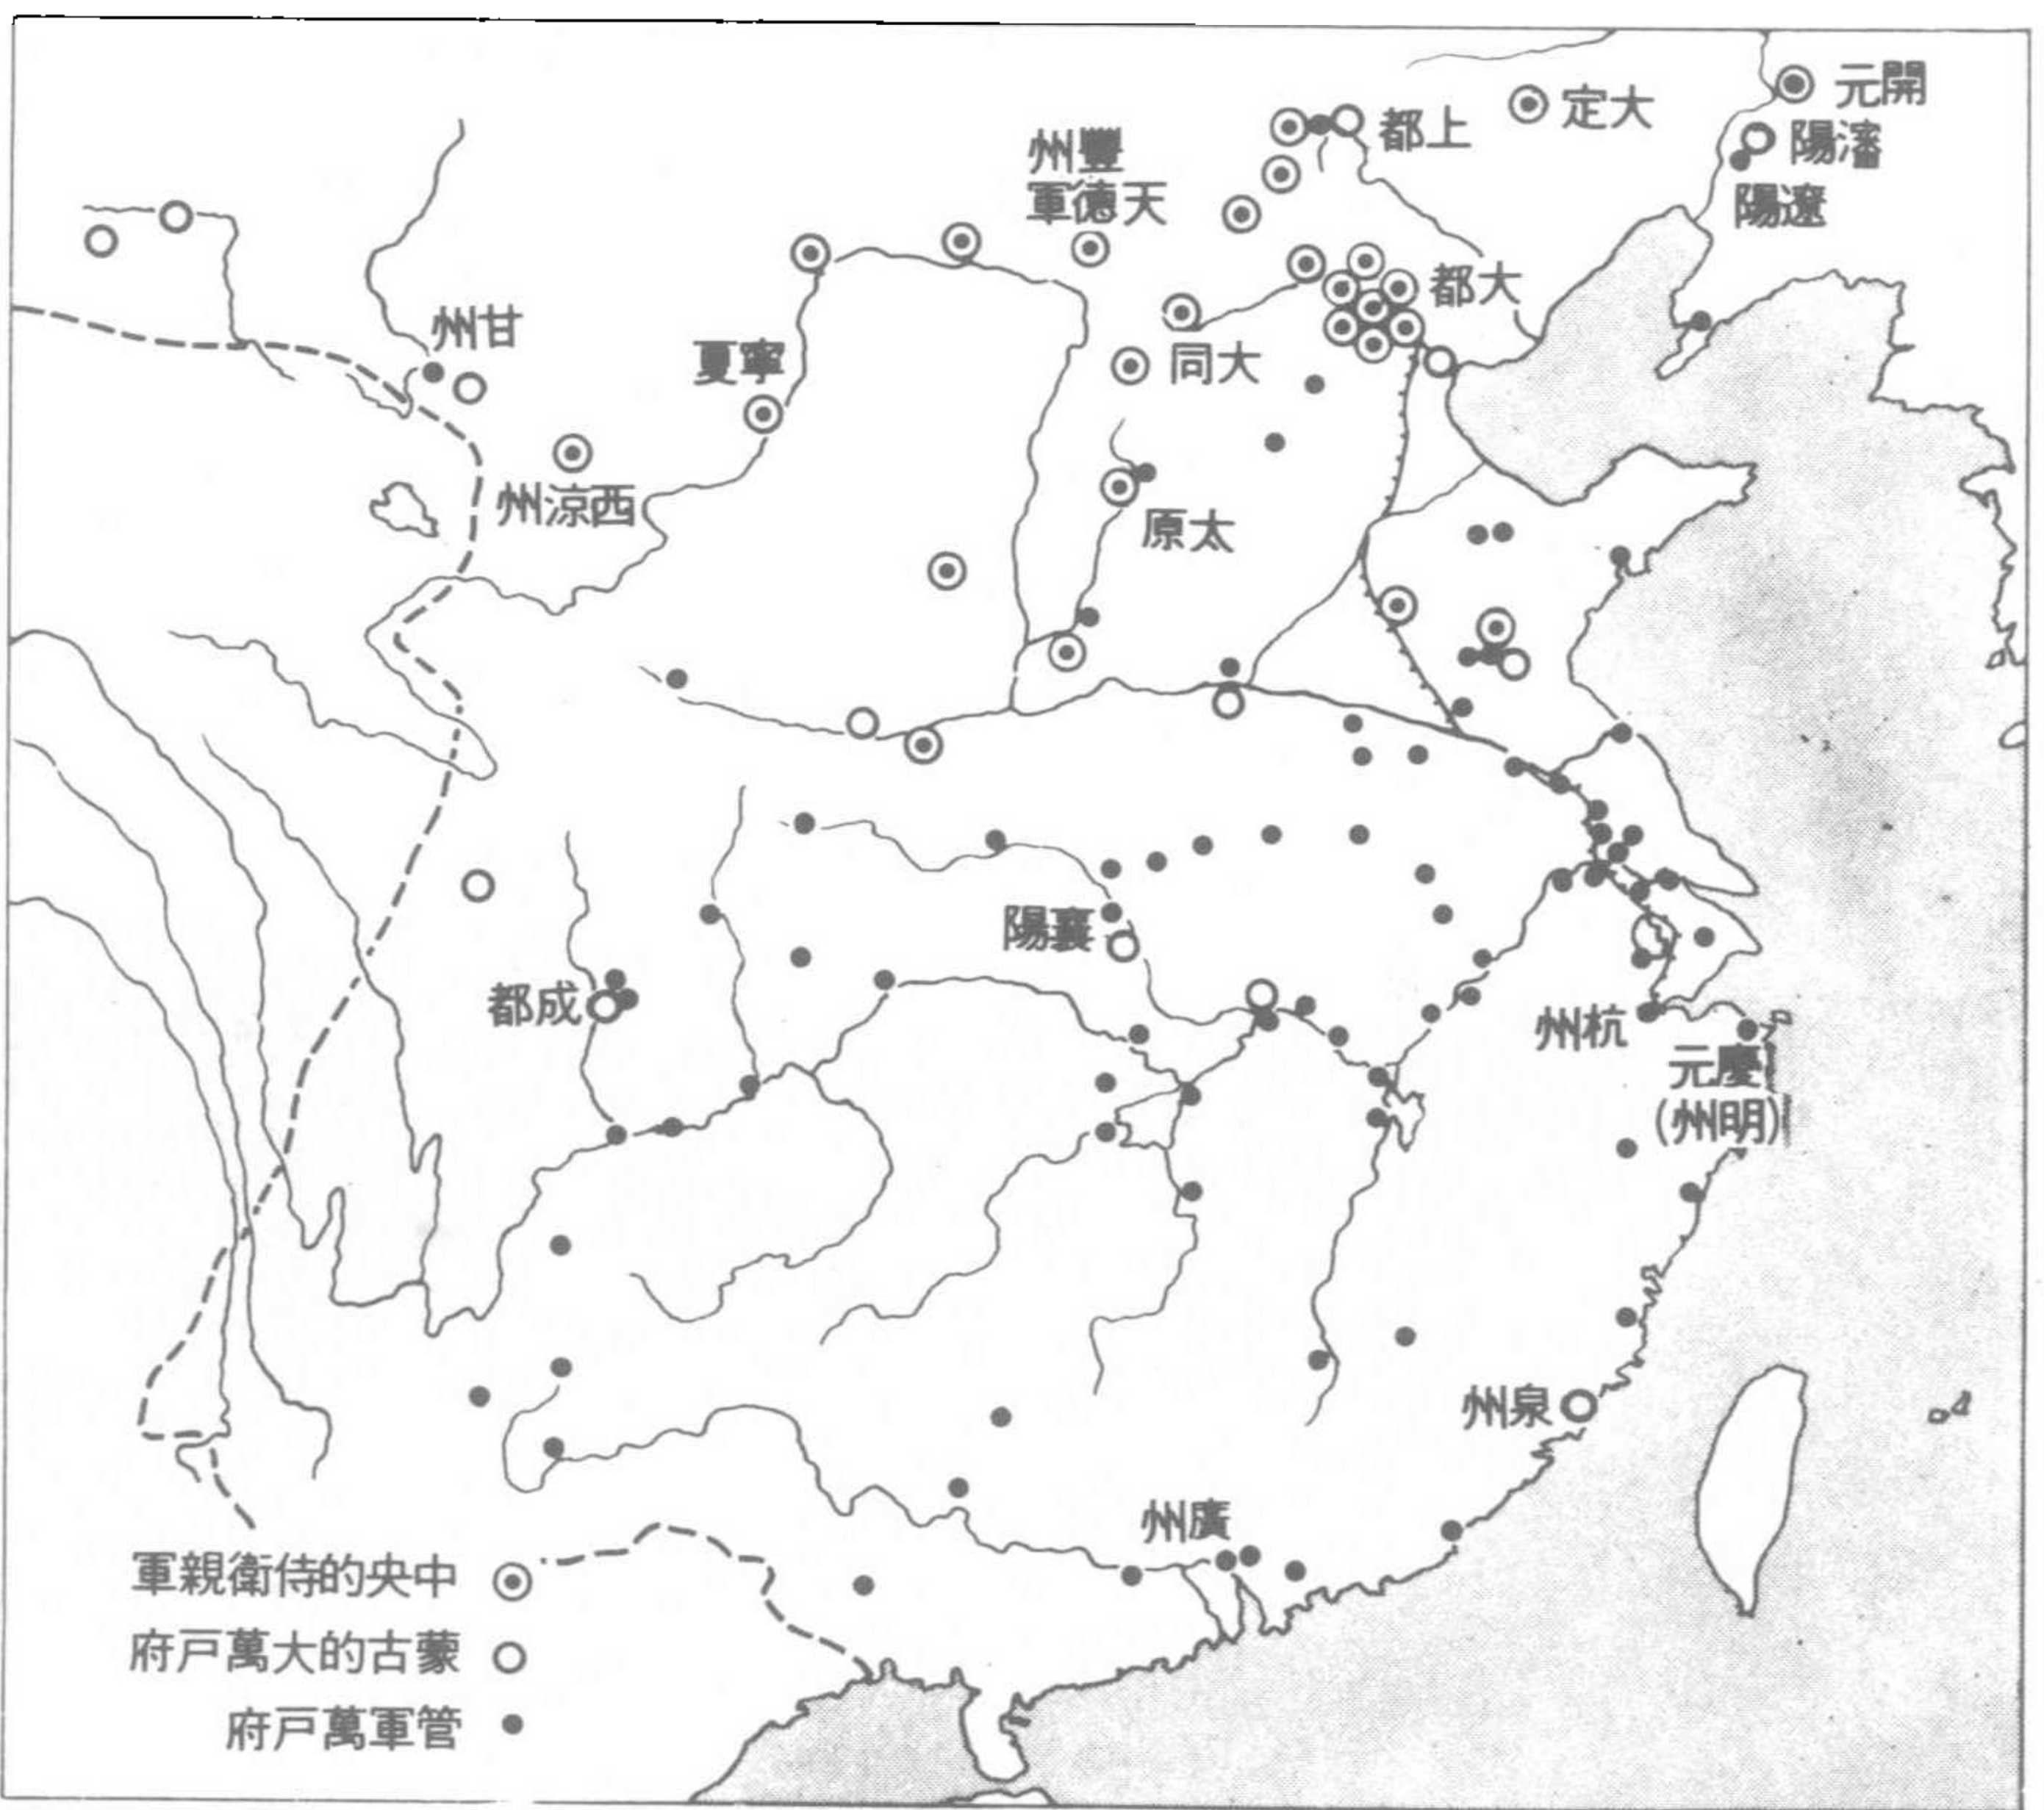 開元
大定
上都
瀋陽
豐州
天徳軍
遼陽
大都
甘州
寧夏
大同
西涼州
太原
襄陽
成都
杭州
慶元
(明州)
泉州
廣州
中央的侍衛親軍
蒙古的大萬戸府
管軍萬戸府